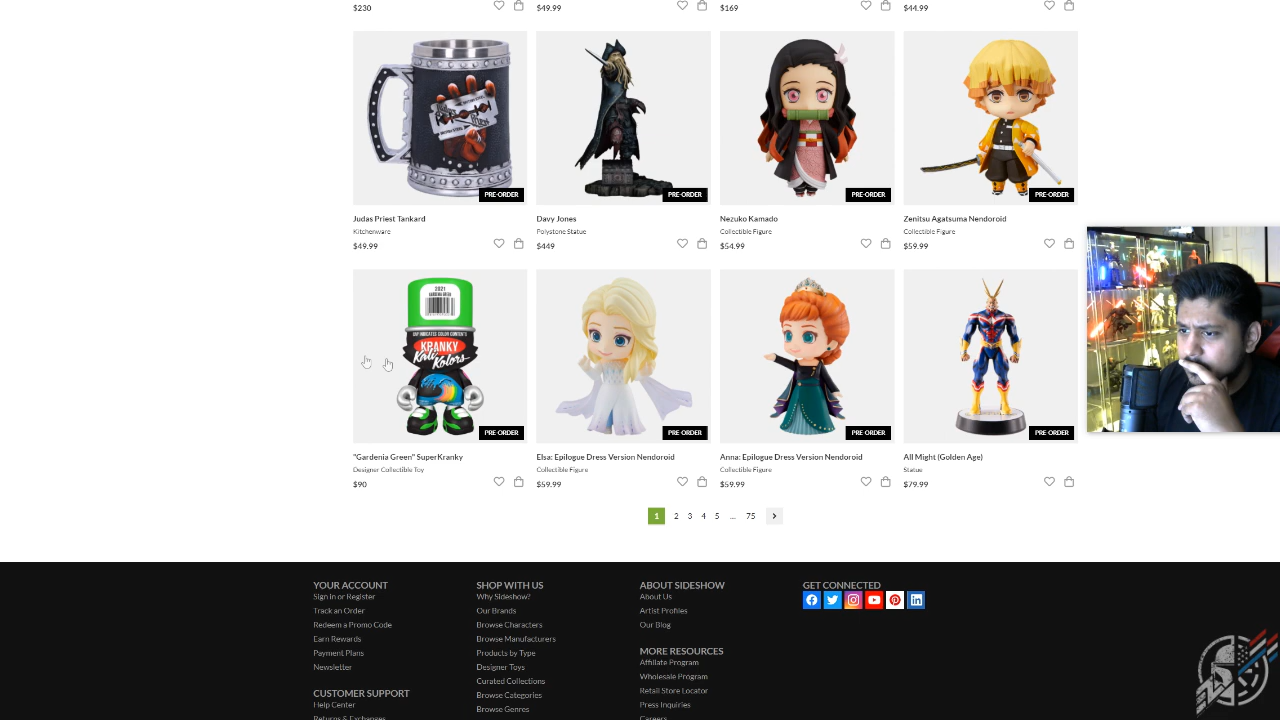 $230
$49.99
$169
$44.99
PRE-ORDER
PRE-ORDER
PRE-ORDER
PRE-ORDER
Judas Priest Tankard
Kitchenware
$49.99
Davy Jones
Polystone Statue
$449
Nezuko Kamado
Collectible Figure
$54.99
Zenitsu Agatsuma Nendoroid
Collectible Figure
$59.99
2021
KRANKY
Kali Kolors
PRE-ORDER
PRE-ORDER
PRE-ORDER
PRE-ORDER
"Gardenia Green" SuperKranky
Designer Collectible Toy
$90
Elsa: Epilogue Dress Version Nendoroid
Collectible Figure
$59.99
Anna: Epilogue Dress Version Nendoroid
Collectible Figure
$59.99
All Might (Golden Age)
Statue
$79.99
1 2 3 4 5 ... 75 >
YOUR ACCOUNT
Sign in or Register
Track an Order
Redeem a Promo Code
Earn Rewards
Payment Plans
Newsletter
CUSTOMER SUPPORT
Help Center
Returns & Exchanges
SHOP WITH US
Why Sideshow?
Our Brands
Browse Characters
Browse Manufacturers
Products by Type
Designer Toys
Curated Collections
Browse Categories
Browse Genres
ABOUT SIDESHOW
About Us
Artist Profiles
Our Blog
MORE RESOURCES
Affiliate Program
Wholesale Program
Retail Store Locator
Press Inquiries
Careers
GET CONNECTED